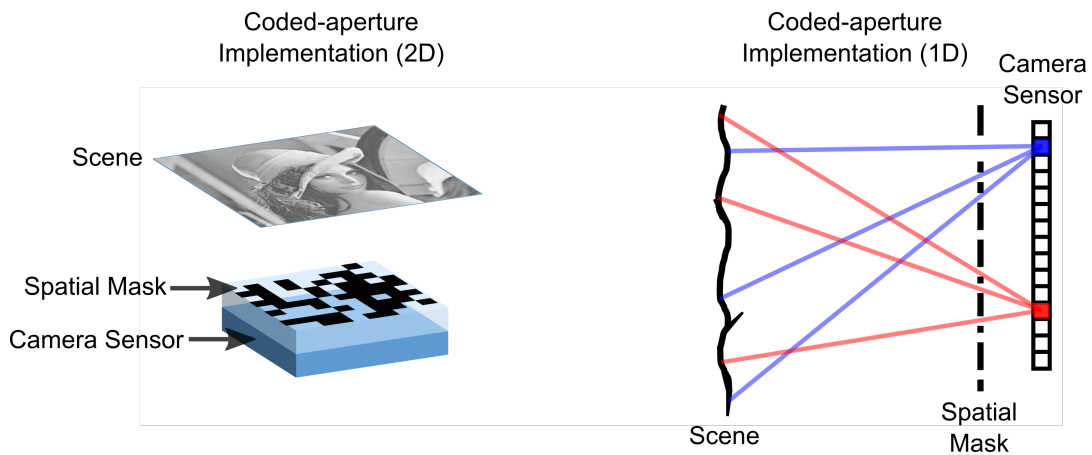 Coded-aperture
Implementation (2D)
Scene
Spatial Mask
Camera Sensor
Coded-aperture
Implementation (1D)
Camera
Sensor
Scene
Spatial
Mask